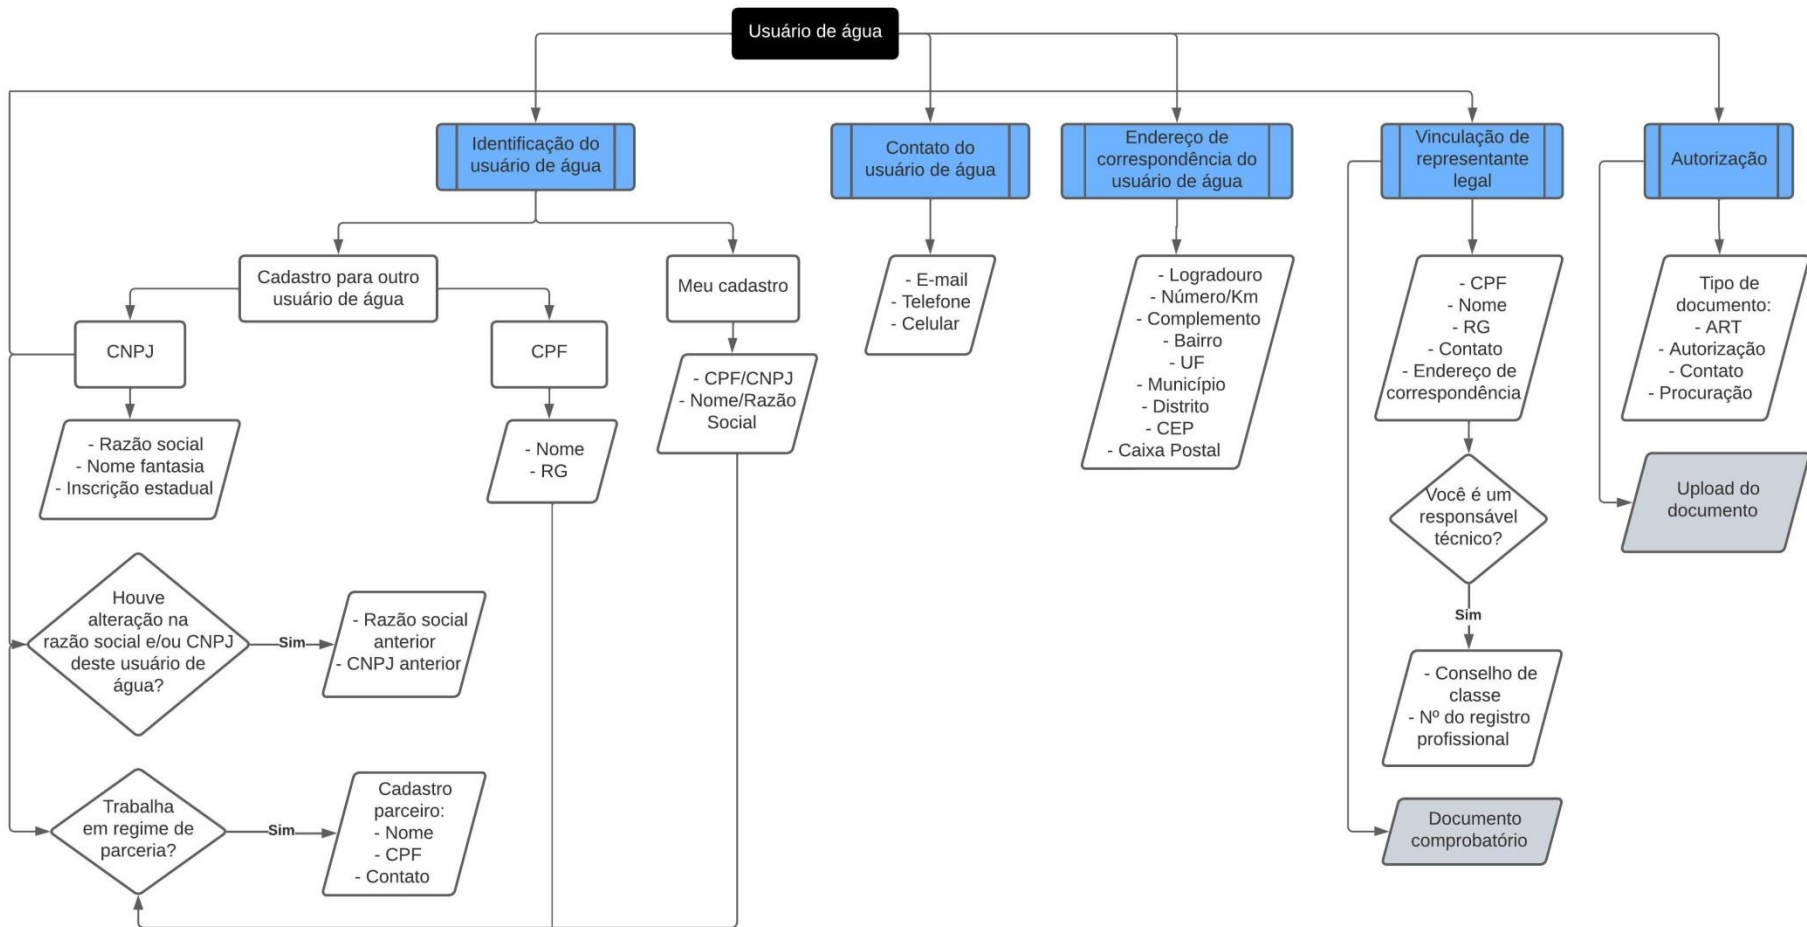 Usuário de água
Identificação do
usuário de água
Contato do
usuário de água
Endereço de
correspondência do
usuário de água
Vinculação de
representante
legal
Autorização
Cadastro para outro
usuário de água
Meu cadastro
- E-mail
- Telefone
- Celular
- Logradouro
- Número/Km
- Complemento
- Bairro
- UF
- Município
- Distrito
- CEP
- Caixa Postal
- CPF
- Nome
- RG
- Contato
- Endereço de
correspondência
Tipo de
documento:
- ART
- Autorização
- Contato
- Procuração
CNPJ
CPF
- CPF/CNPJ
- Nome/Razão
Social
- Razão social
- Nome fantasia
- Inscrição estadual
- Nome
- RG
Você é um
responsável
técnico?
Upload do
documento
Houve
alteração na
razão social e/ou CNPJ
deste usuário de
água?
Sim
- Razão social
anterior
- CNPJ anterior
Sim
- Conselho de
classe
- Nº do registro
profissional
Trabalha
em regime de
parceria?
Sim
Cadastro
parceiro:
- Nome
- CPF
- Contato
Documento
comprobatório